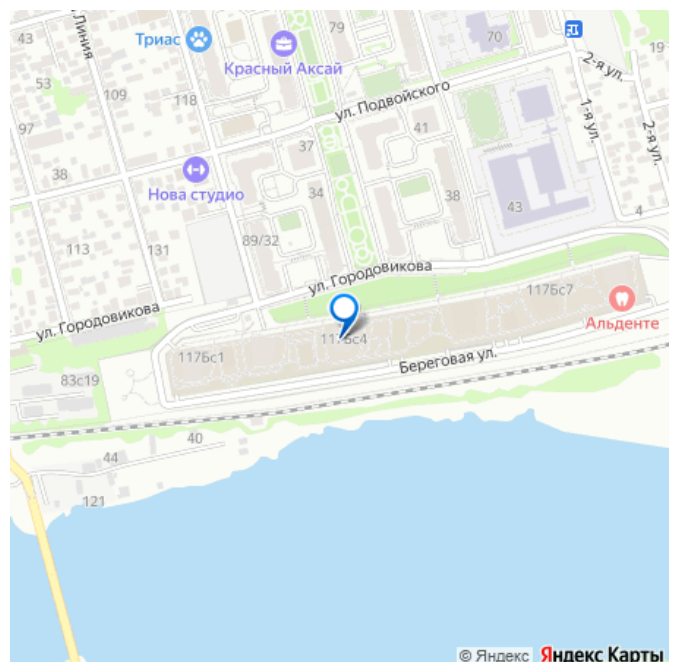 43
Линия
Триас
79
Красный Аксай
70
2-я ул.
19
53
109
118
ул. Подвойского
97
37
41
1-я ул.
2-я ул.
38
Нова студио
34
38
43
4
113
131
3
89/32
ул. Городовикова
ул. Городовикова
117Бс7
Альденте
117Бс1
117Бс4
Береговая ул.
83с19
40
44
121
© Яндекс Яндекс Карты